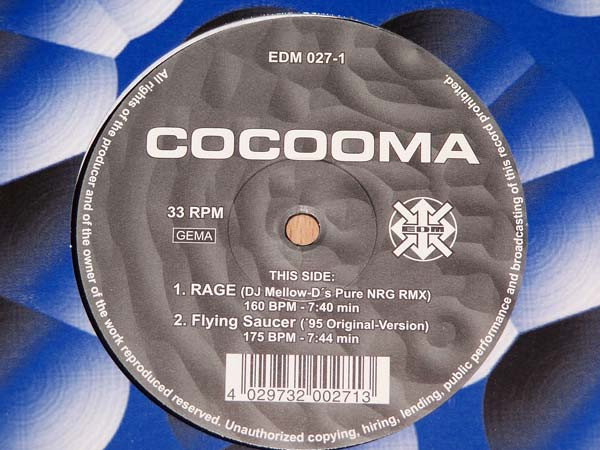 EDM 027-1
COCOOMA
33 RPM
GEMA
EDM
THIS SIDE:
1. RAGE (DJ Mellow-D´s Pure NRG RMX)
160 BPM - 7:40 min
2. Flying Saucer (´95 Original-Version)
175 BPM - 7:44 min
4 029732 002713
All rights of the producer and of the owner of the work reproduced reserved. Unauthorized copying, hiring, lending, public performance and broadcasting of this record prohibited.